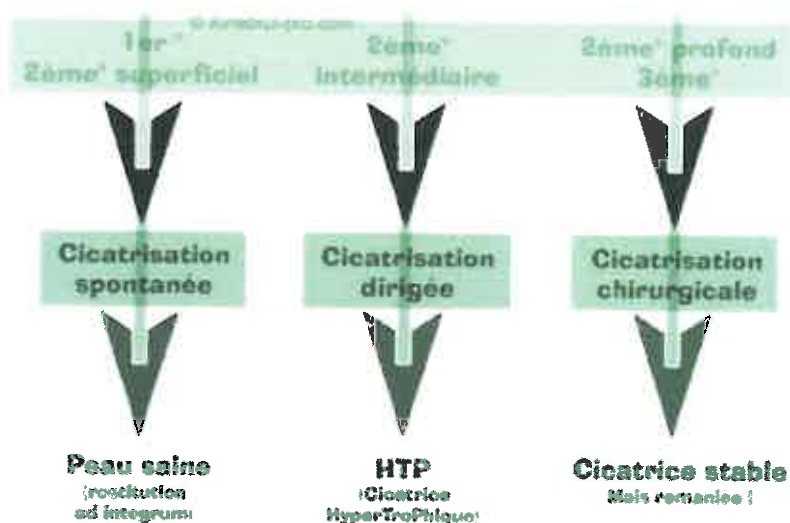 1er°
2ème° superficiel
2ème°
intermédiaire
2ème° profond
3ème°
Cicatrisation
spontanée
Cicatrisation
dirigée
Cicatrisation
chirurgicale
Peau saine
(restitution
ad integrum)
HTP
(Cicatrice
HyperTroPhique)
Cicatrice stable
Mais remaniée !